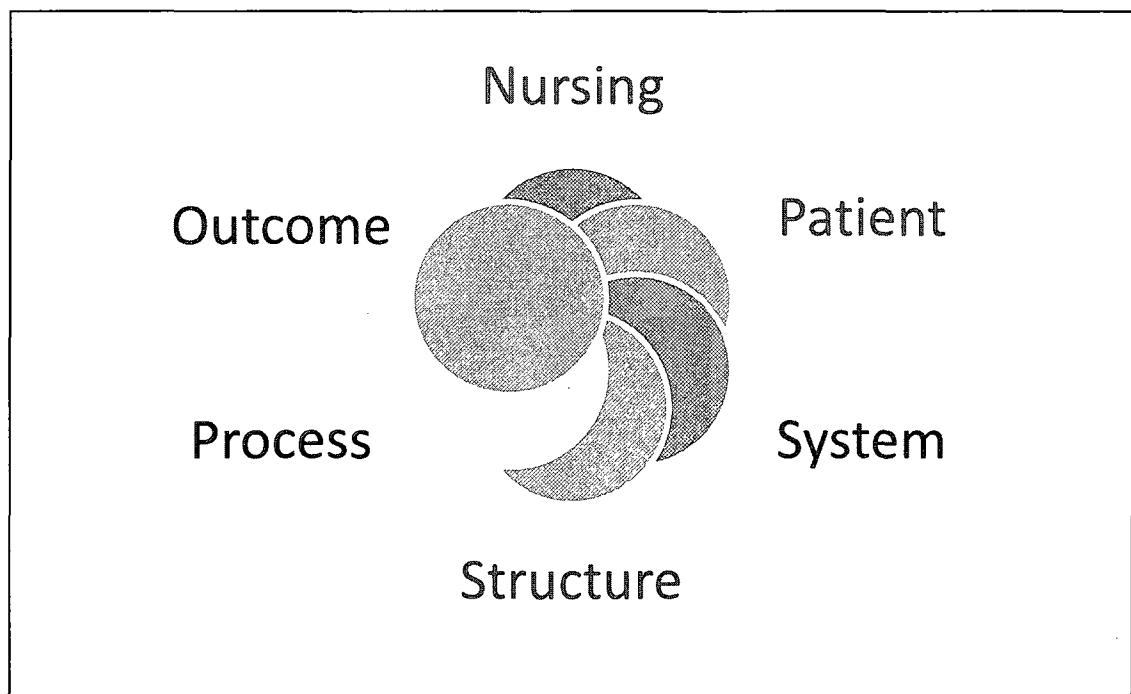 Nursing
Outcome
Patient
Process
System
Structure